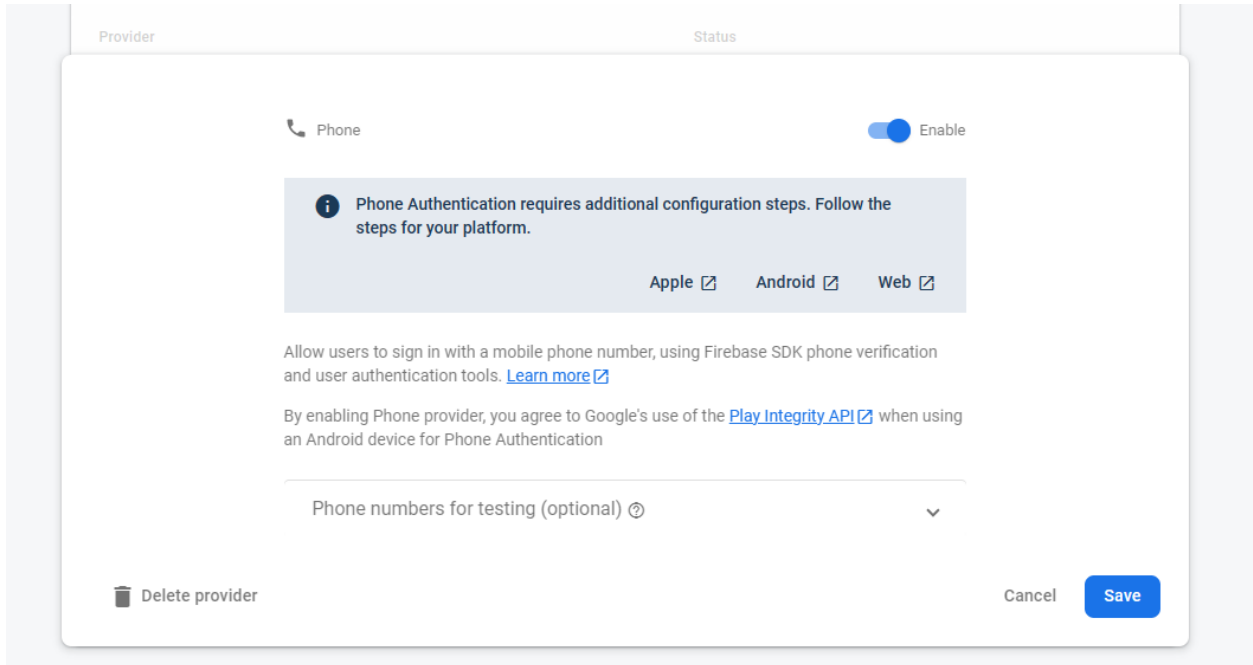 Provider Status
Phone Enable
Phone Authentication requires additional configuration steps. Follow the
steps for your platform.
Apple Android Web
Allow users to sign in with a mobile phone number, using Firebase SDK phone verification
and user authentication tools. Learn more
By enabling Phone provider, you agree to Google's use of the Play Integrity API when using
an Android device for Phone Authentication
Phone numbers for testing (optional)
Delete provider Cancel Save